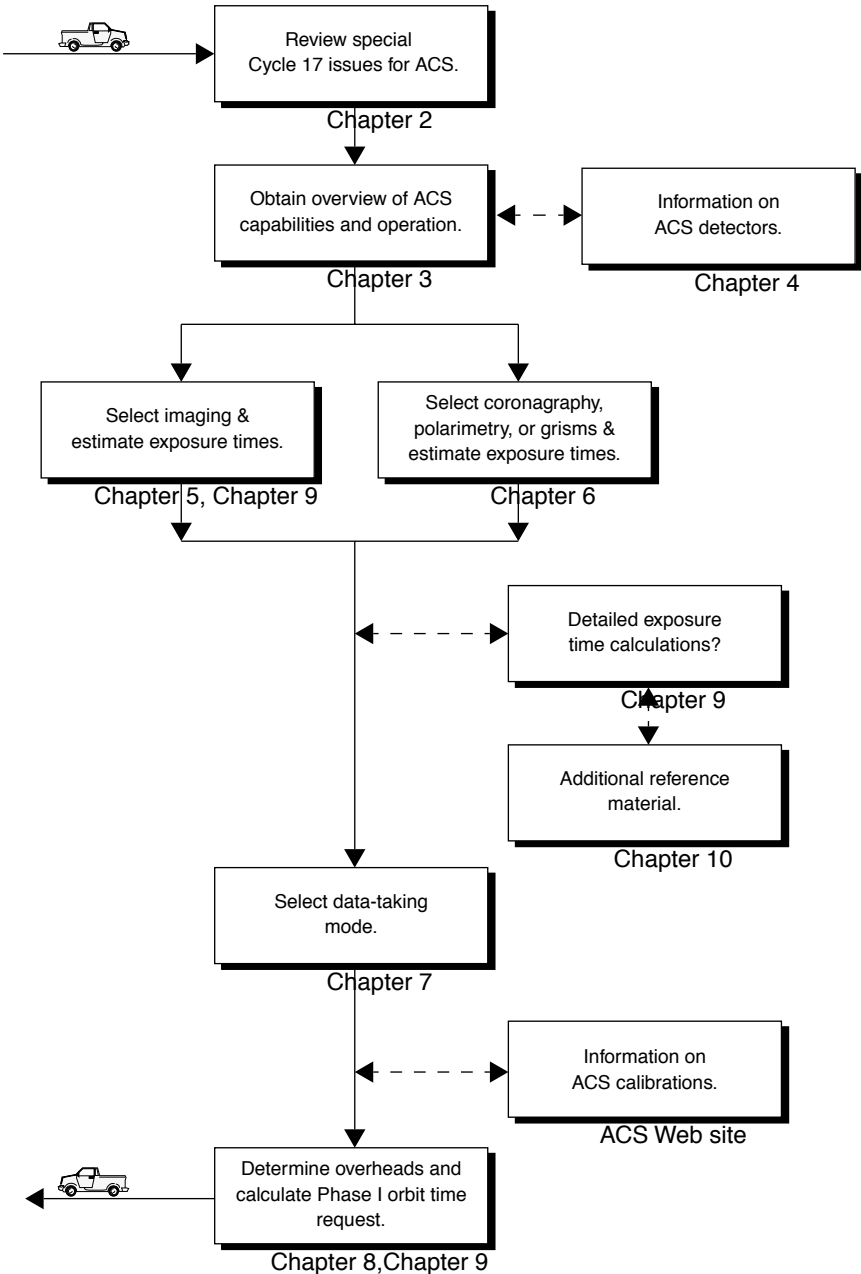 Review special
Cycle 17 issues for ACS.
Chapter 2
Obtain overview of ACS
capabilities and operation.
Chapter 3
Information on
ACS detectors.
Chapter 4
Select imaging &
estimate exposure times.
Chapter 5, Chapter 9
Select coronagraphy,
polarimetry, or grisms &
estimate exposure times.
Chapter 6
Detailed exposure
time calculations?
Chapter 9
Additional reference
material.
Chapter 10
Select data-taking
mode.
Chapter 7
Information on
ACS calibrations.
ACS Web site
Determine overheads and
calculate Phase I orbit time
request.
Chapter 8,Chapter 9